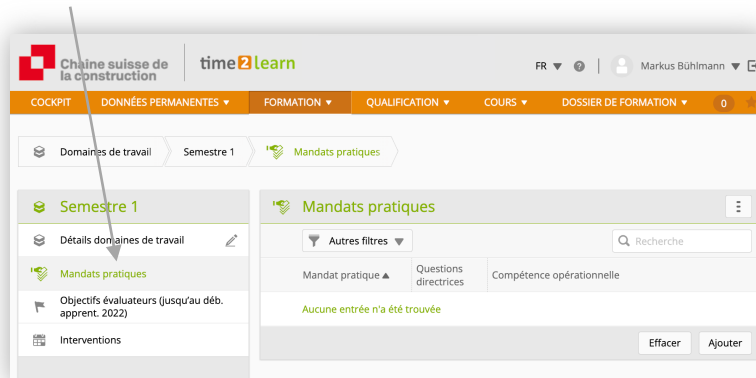 Chaîne suisse de
la construction
time2learn
FR
Markus Bühlmann
COCKPIT
DONNÉES PERMANENTES
FORMATION
QUALIFICATION
COURS
DOSSIER DE FORMATION
0
Domaines de travail
Semestre 1
Mandats pratiques
Semestre 1
Détails domaines de travail
Mandats pratiques
Objectifs évaluateurs (jusqu'au déb.
apprent. 2022)
Interventions
Mandats pratiques
Autres filtres
Recherche
Mandat pratique
Questions
directrices
Compétence opérationnelle
Aucune entrée n'a été trouvée
Effacer
Ajouter